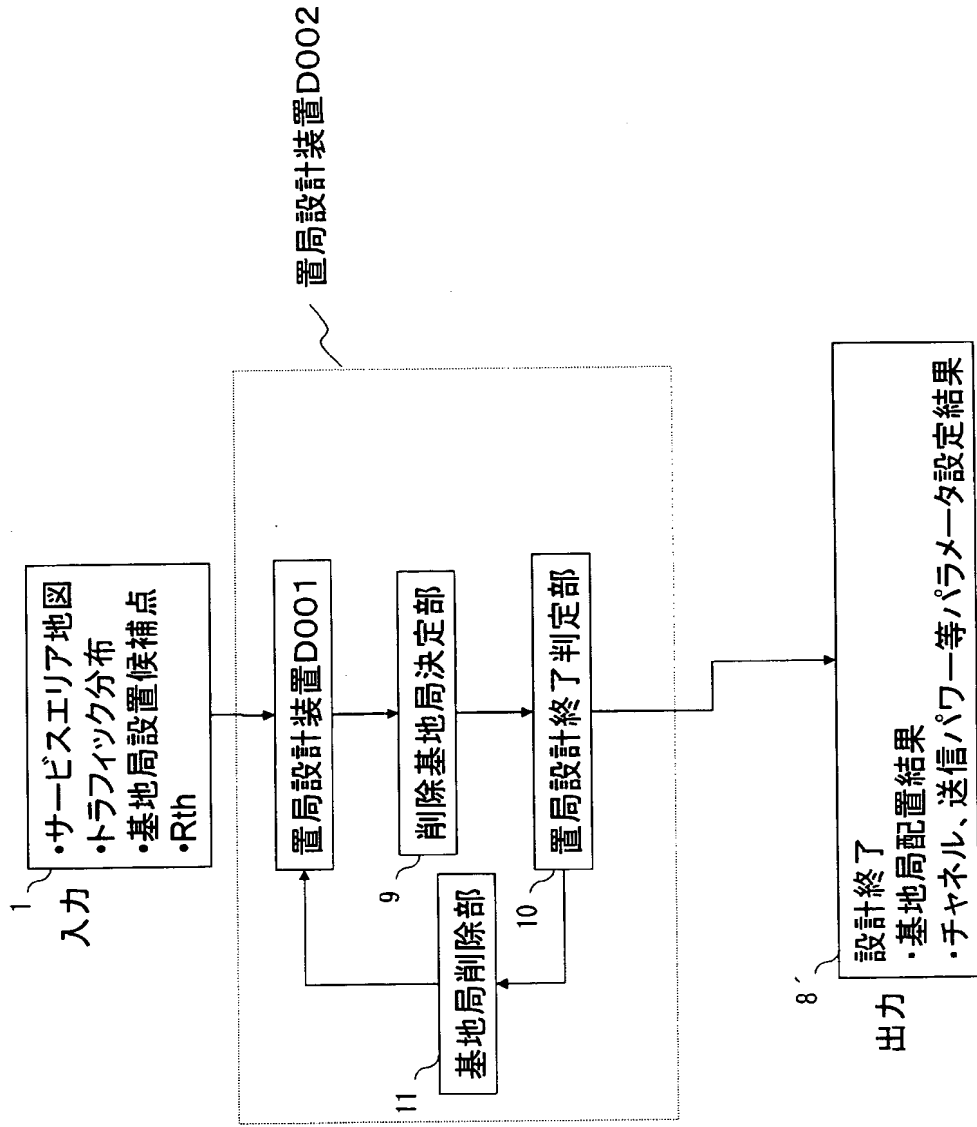 1
入力
・サービスエリア地図
・トラフィック分布
・基地局設置候補点
・Rth
置局設計装置D002
置局設計装置D001
9
削除基地局決定部
10
置局設計終了判定部
11
基地局削除部
8´
出力
設計終了
・基地局配置結果
・チャネル、送信パワー等パラメータ設定結果